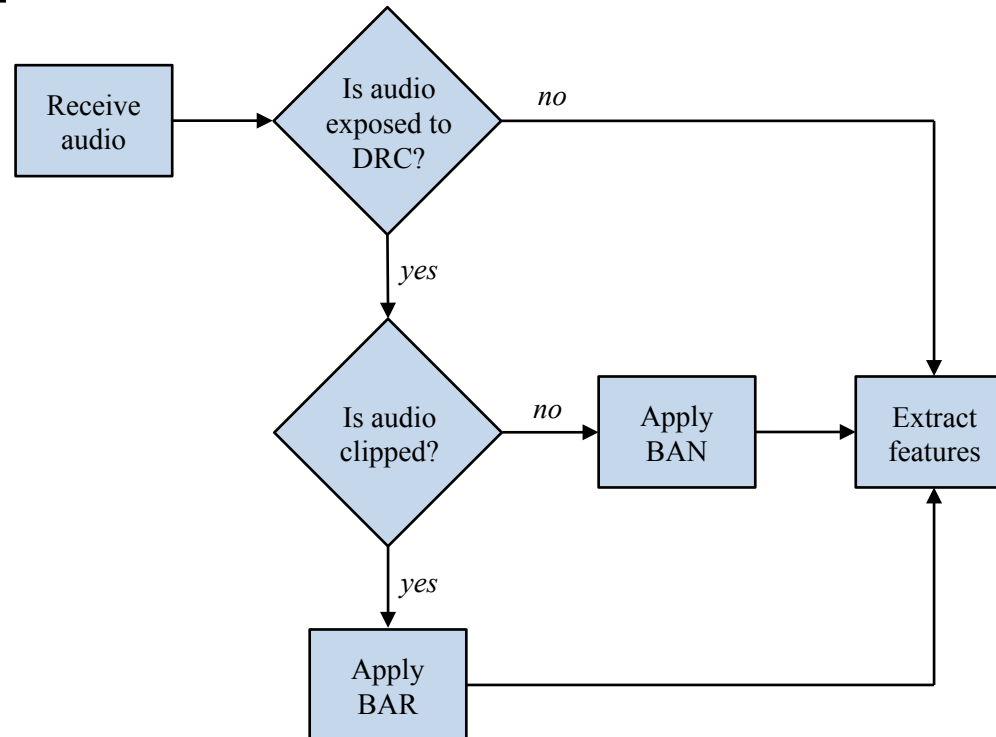 Receive
audio
Is audio
exposed to
DRC?
no
yes
Is audio
clipped?
no
Apply
BAN
Extract
features
yes
Apply
BAR